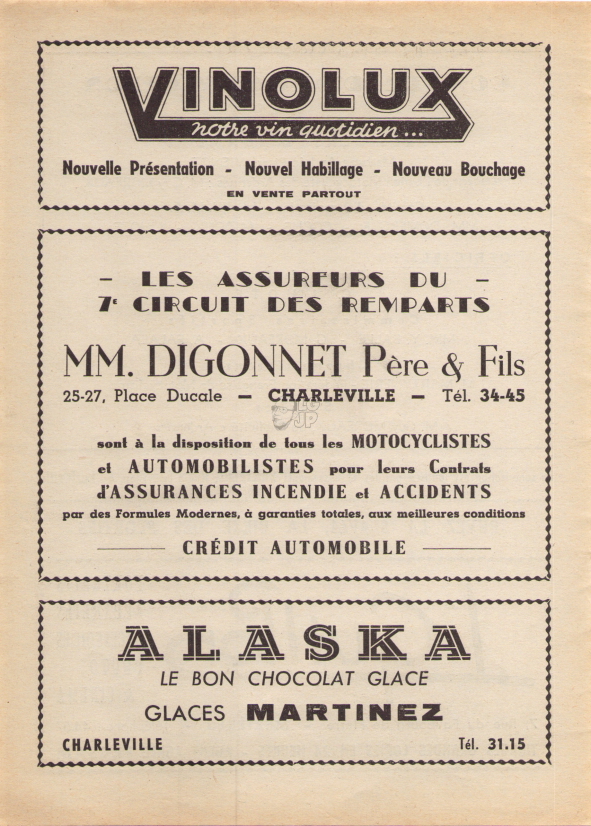 VINOLUX
notre vin quotidien...
Nouvelle Présentation - Nouvel Habillage - Nouveau Bouchage
EN VENTE PARTOUT
- LES ASSUREURS DU -
7e CIRCUIT DES REMPARTS
MM. DIGONNET Père & Fils
25-27, Place Ducale - CHARLEVILLE - Tél. 34-45
sont à la disposition de tous les MOTOCYCLISTES
et AUTOMOBILISTES pour leurs Contrats
d'ASSURANCES INCENDIE et ACCIDENTS
par des Formules Modernes, à garanties totales, aux meilleures conditions
CRÉDIT AUTOMOBILE
ALASKA
LE BON CHOCOLAT GLACE
GLACES MARTINEZ
CHARLEVILLE Tél. 31.15